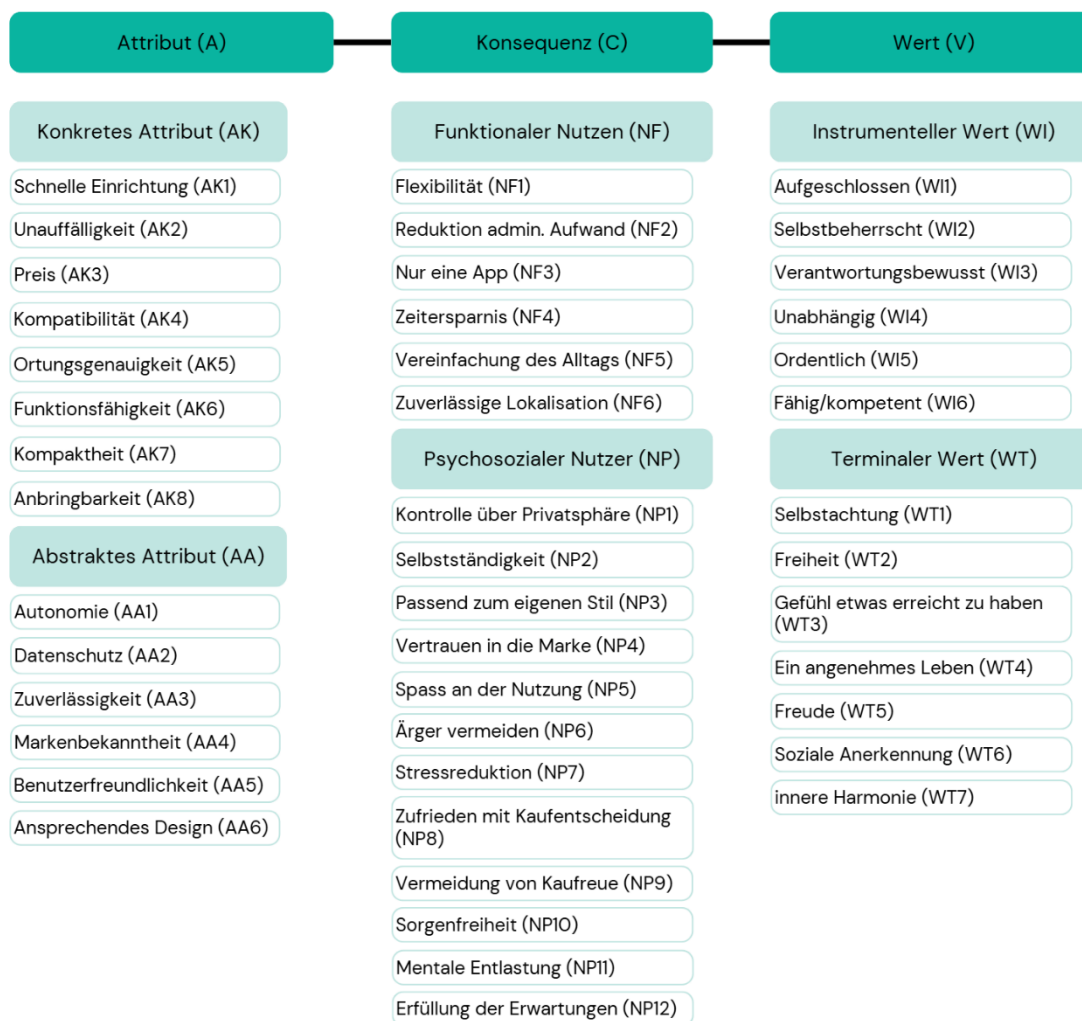 Attribut (A)
Konsequenz (C)
Wert (V)
Konkretes Attribut (AK)
Schnelle Einrichtung (AK1)
Unauffälligkeit (AK2)
Preis (AK3)
Kompatibilität (AK4)
Ortungsgenauigkeit (AK5)
Funktionsfähigkeit (AK6)
Kompaktheit (AK7)
Anbringbarkeit (AK8)
Abstraktes Attribut (AA)
Autonomie (AA1)
Datenschutz (AA2)
Zuverlässigkeit (AA3)
Markenbekanntheit (AA4)
Benutzerfreundlichkeit (AA5)
Ansprechendes Design (AA6)
Funktionaler Nutzen (NF)
Flexibilität (NF1)
Reduktion admin. Aufwand (NF2)
Nur eine App (NF3)
Zeitersparnis (NF4)
Vereinfachung des Alltags (NF5)
Zuverlässige Lokalisation (NF6)
Psychosozialer Nutzer (NP)
Kontrolle über Privatsphäre (NP1)
Selbstständigkeit (NP2)
Passend zum eigenen Stil (NP3)
Vertrauen in die Marke (NP4)
Spass an der Nutzung (NP5)
Ärger vermeiden (NP6)
Stressreduktion (NP7)
Zufrieden mit Kaufentscheidung
(NP8)
Vermeidung von Kaufreue (NP9)
Sorgenfreiheit (NP10)
Mentale Entlastung (NP11)
Erfüllung der Erwartungen (NP12)
Instrumenteller Wert (WI)
Aufgeschlossen (WI1)
Selbstbeherrscht (WI2)
Verantwortungsbewusst (WI3)
Unabhängig (WI4)
Ordentlich (WI5)
Fähig/kompetent (WI6)
Terminaler Wert (WT)
Selbstachtung (WT1)
Freiheit (WT2)
Gefühl etwas erreicht zu haben
(WT3)
Ein angenehmes Leben (WT4)
Freude (WT5)
Soziale Anerkennung (WT6)
innere Harmonie (WT7)